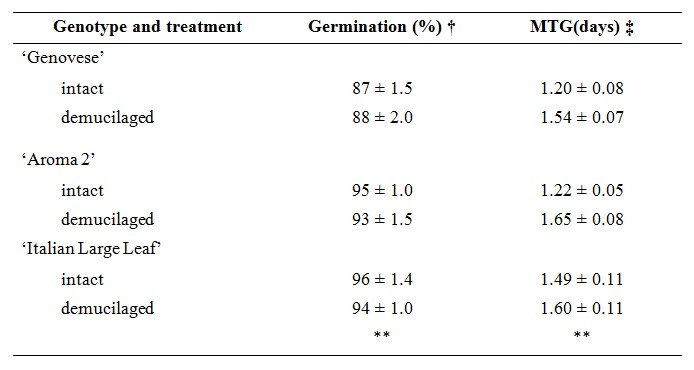 Genotype and treatment Germination (%) † MTG(days) ‡
‘Genovese’
intact 87 ± 1.5 1.20 ± 0.08
demucilaged 88 ± 2.0 1.54 ± 0.07
‘Aroma 2’
intact 95 ± 1.0 1.22 ± 0.05
demucilaged 93 ± 1.5 1.65 ± 0.08
‘Italian Large Leaf’
intact 96 ± 1.4 1.49 ± 0.11
demucilaged 94 ± 1.0 1.60 ± 0.11
** **